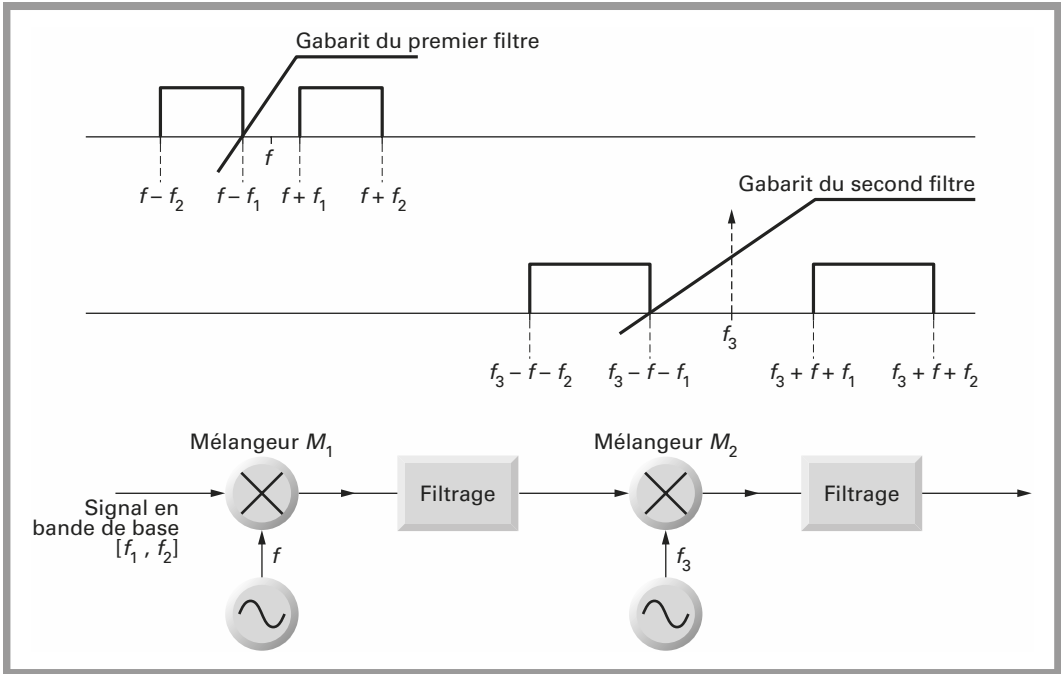 Gabarit du premier filtre
f
f – f₂
f – f₁
f + f₁
f + f₂
Gabarit du second filtre
f₃
f₃ – f – f₂
f₃ – f – f₁
f₃ + f + f₁
f₃ + f + f₂
Mélangeur M₁
Mélangeur M₂
Filtrage
Filtrage
Signal en
bande de base
[f₁ , f₂]
f
f₃